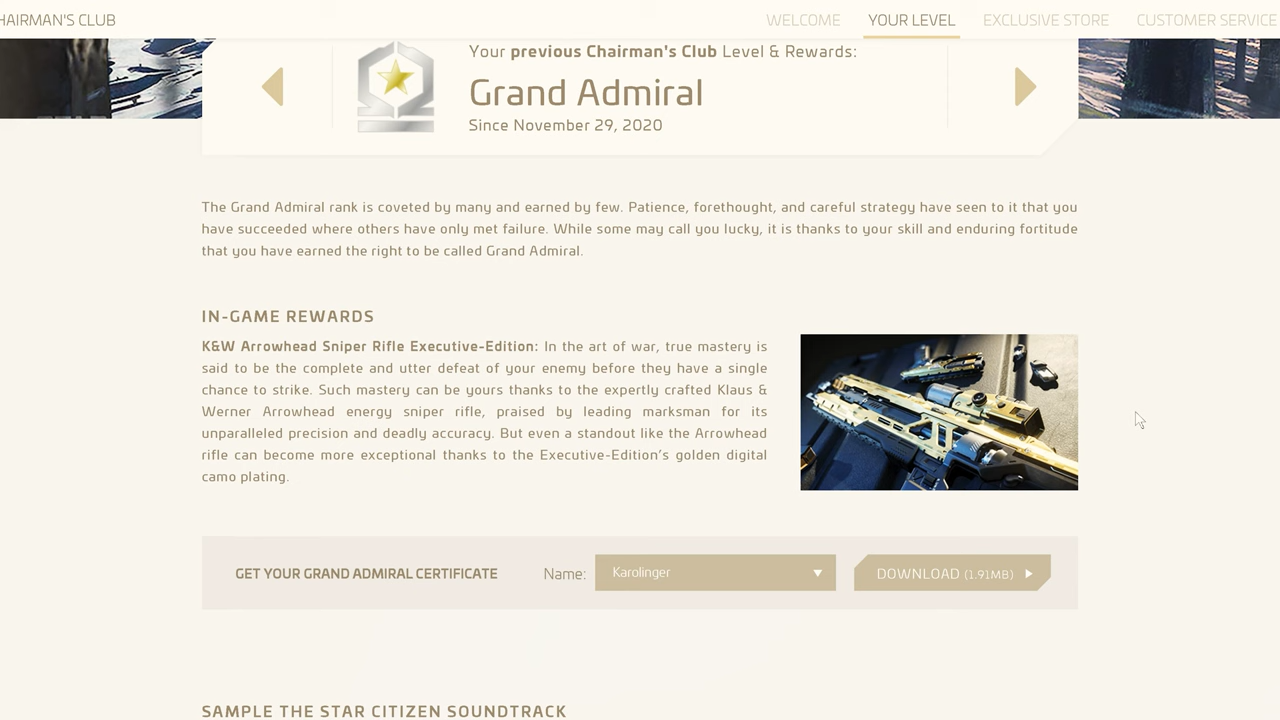 HAIRMAN'S CLUB
WELCOME
YOUR LEVEL
EXCLUSIVE STORE
CUSTOMER SERVICE
Your previous Chairman's Club Level & Rewards:
Grand Admiral
Since November 29, 2020
The Grand Admiral rank is coveted by many and earned by few. Patience, forethought, and careful strategy have seen to it that you
have succeeded where others have only met failure. While some may call you lucky, it is thanks to your skill and enduring fortitude
that you have earned the right to be called Grand Admiral.
IN-GAME REWARDS
K&W Arrowhead Sniper Rifle Executive-Edition: In the art of war, true mastery is
said to be the complete and utter defeat of your enemy before they have a single
chance to strike. Such mastery can be yours thanks to the expertly crafted Klaus &
Werner Arrowhead energy sniper rifle, praised by leading marksman for its
unparalleled precision and deadly accuracy. But even a standout like the Arrowhead
rifle can become more exceptional thanks to the Executive-Edition's golden digital
camo plating.
GET YOUR GRAND ADMIRAL CERTIFICATE
Name:
Karolinger
DOWNLOAD (1.91MB)
SAMPLE THE STAR CITIZEN SOUNDTRACK